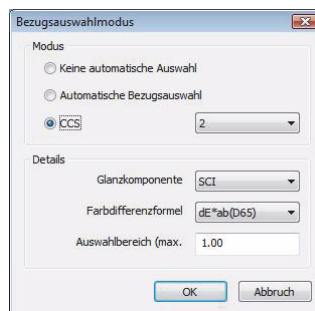 Bezugsauswahlmodus
Modus
Keine automatische Auswahl
Automatische Bezugsauswahl
CCS 2
Details
Glanzkomponente SCI
Farbdifferenzformel dE*ab(D65)
Auswahlbereich (max. 1.00
OK Abbruch